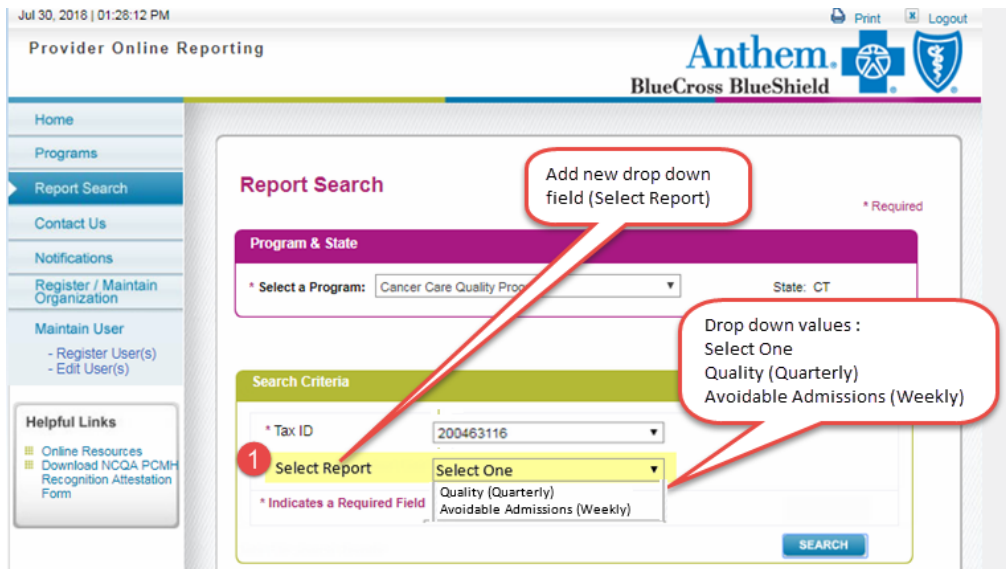 Jul 30, 2018 | 01:28:12 PM
Print
Logout
Provider Online Reporting
Anthem.
BlueCross BlueShield
Home
Programs
Report Search
Contact Us
Notifications
Register / Maintain
Organization
Maintain User
- Register User(s)
- Edit User(s)
Helpful Links
Online Resources
Download NCQA PCMH
Recognition Attestation
Form
Report Search
Add new drop down
field (Select Report)
* Required
Program & State
* Select a Program: Cancer Care Quality Prog
State: CT
Drop down values :
Select One
Quality (Quarterly)
Avoidable Admissions (Weekly)
Search Criteria
* Tax ID 200463116
1 Select Report Select One
Quality (Quarterly)
Avoidable Admissions (Weekly)
* Indicates a Required Field
SEARCH